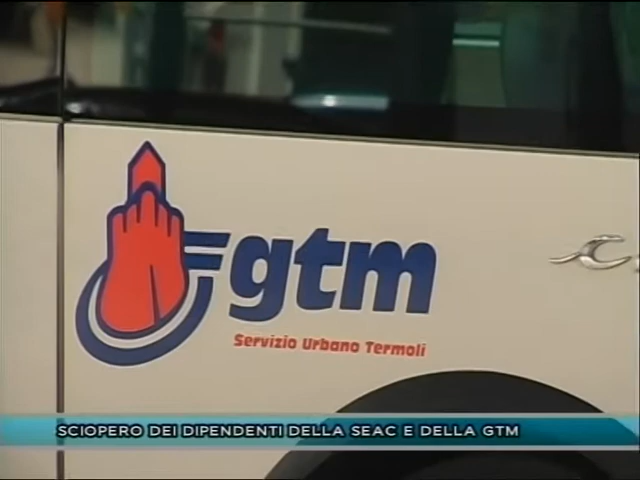 gtm
Servizio Urbano Termoli
SCIOPERO DEI DIPENDENTI DELLA SEAC E DELLA GTM